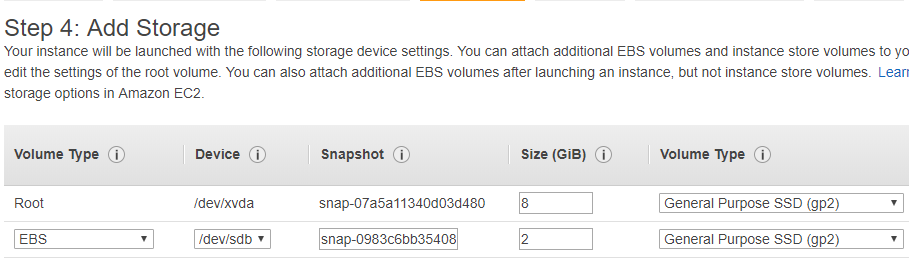 Step 4: Add Storage
Your instance will be launched with the following storage device settings. You can attach additional EBS volumes and instance store volumes to yo
edit the settings of the root volume. You can also attach additional EBS volumes after launching an instance, but not instance store volumes. Learn
storage options in Amazon EC2.
Volume Type Device Snapshot Size (GiB) Volume Type
Root /dev/xvda snap-07a5a11340d03d480 8 General Purpose SSD (gp2)
EBS /dev/sdb snap-0983c6bb35408 2 General Purpose SSD (gp2)